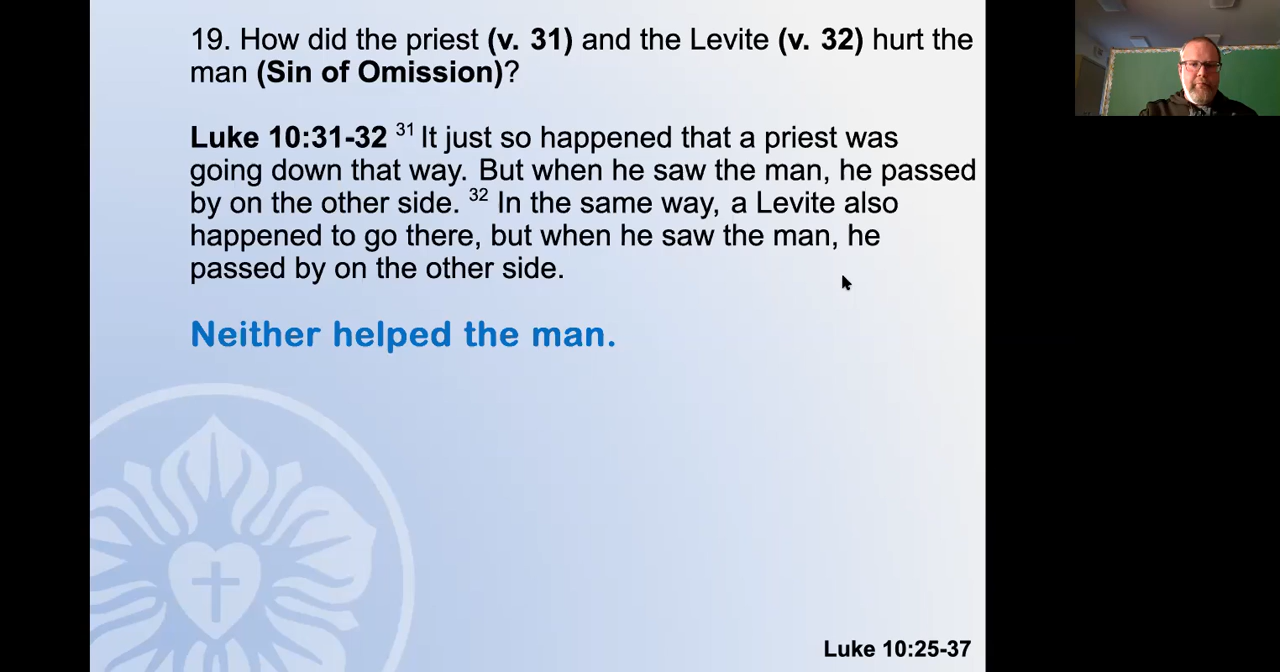 19. How did the priest (v. 31) and the Levite (v. 32) hurt the
man (Sin of Omission)?
Luke 10:31-32 31 It just so happened that a priest was
going down that way. But when he saw the man, he passed
by on the other side. 32 In the same way, a Levite also
happened to go there, but when he saw the man, he
passed by on the other side.
Neither helped the man.
Luke 10:25-37